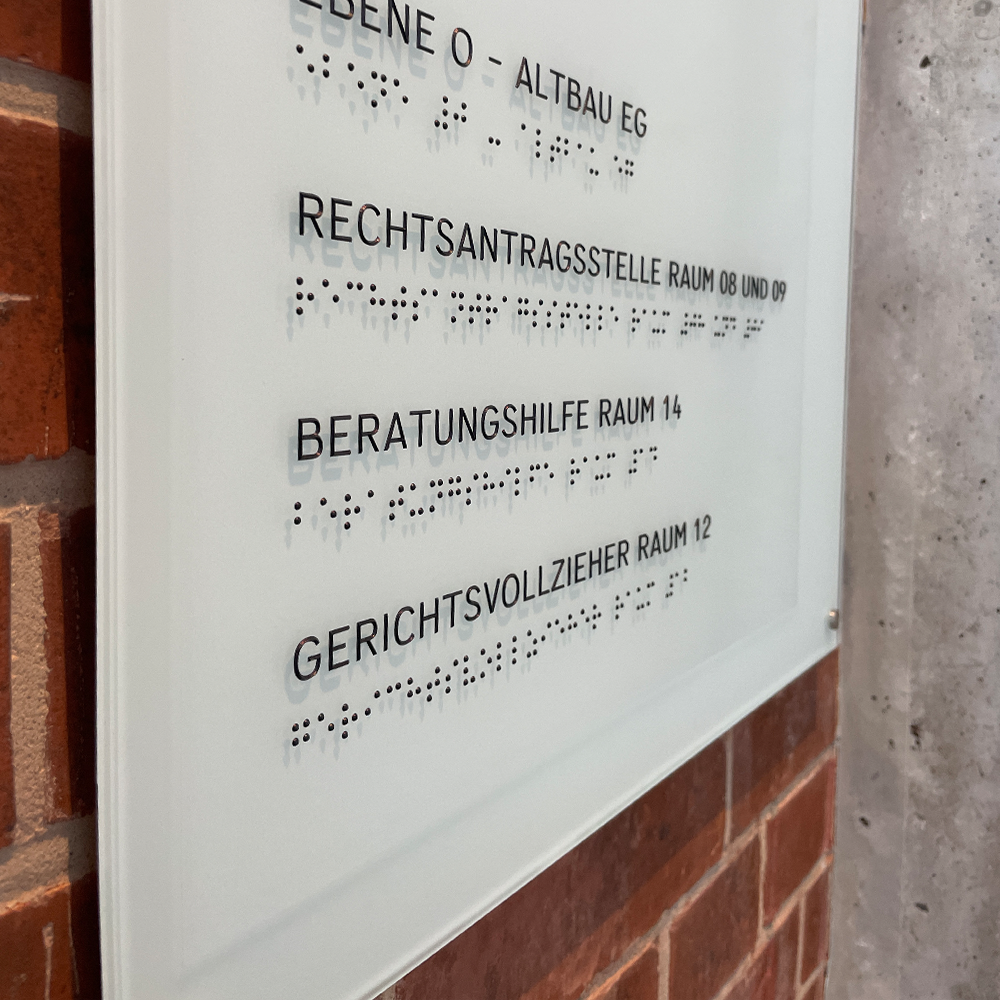 EBENE 0 – ALTBAU EG
RECHTSANTRAGSSTELLE RAUM 08 UND 09
BERATUNGSHILFE RAUM 14
GERICHTSVOLLZIEHER RAUM 12